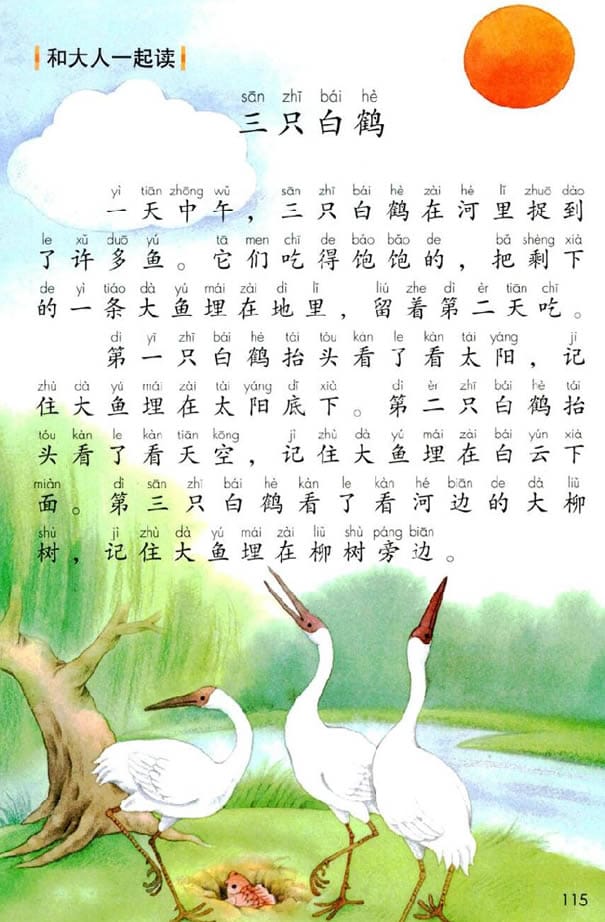 和大人一起读
sān zhī bái hè
三只白鹤
yì tiān zhōng wǔ sān zhī bái hè zài hé lǐ zhuō dào
一天中午，三只白鹤在河里捉到
le xǔ duō yú tā men chī de bǎo bǎo de bǎ shèng xià
了许多鱼。它们吃得饱饱的，把剩下
de yì tiáo dà yú mái zài dì lǐ liú zhe dì èr tiān chī
的一条大鱼埋在地里，留着第二天吃。
dì yī zhī bái hè tái tóu kàn le kàn tài yáng jì
第一只白鹤抬头看了看太阳，记
zhù dà yú mái zài tài yáng dǐ xià dì èr zhī bái hè tái
住大鱼埋在太阳底下。第二只白鹤抬
tóu kàn le kàn tiān kōng jì zhù dà yú mái zài bái yún xià
头看了看天空，记住大鱼埋在白云下
miàn dì sān zhī bái hè kàn le kàn hé biān de dà liǔ
面。第三只白鹤看了看河边的大柳
shù jì zhù dà yú mái zài liǔ shù páng biān
树，记住大鱼埋在柳树旁边。
115